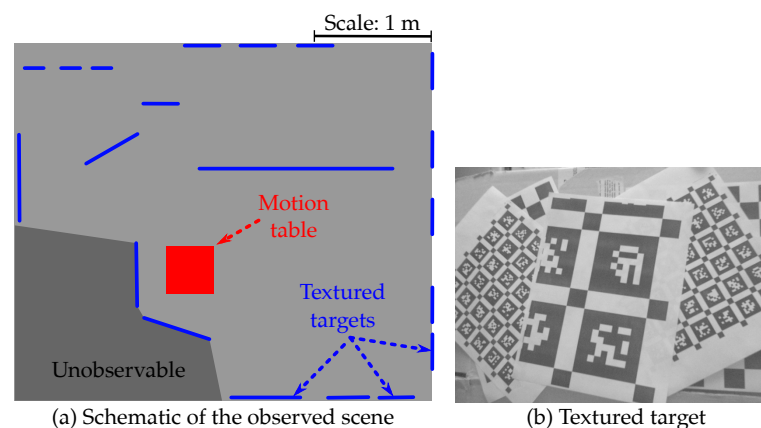 Scale: 1 m
Motion
table
Textured
targets
Unobservable
(a) Schematic of the observed scene
(b) Textured target